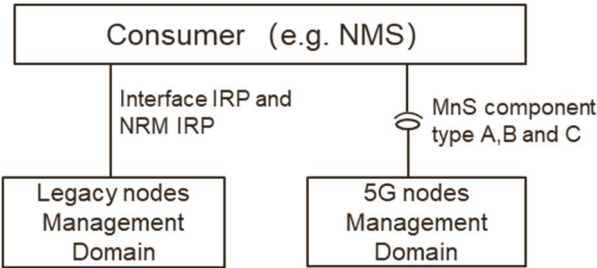 Consumer （e.g. NMS）
Interface IRP and
NRM IRP
MnS component
type A,B and C
Legacy nodes
Management
Domain
5G nodes
Management
Domain